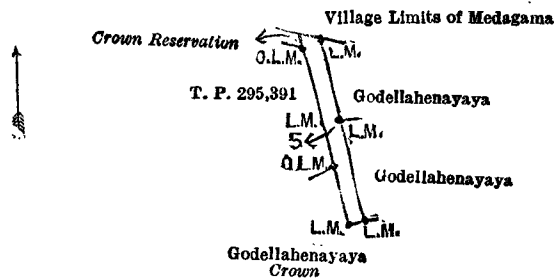 Village Limits of Medagama
Crown Reservation
O.L.M. L.M.
T. P. 295,391
Godellahenayaya
L.M.
L.M.
5
O.L.M.
Godellahenayaya
L.M. L.M.
Godellahenayaya
Crown